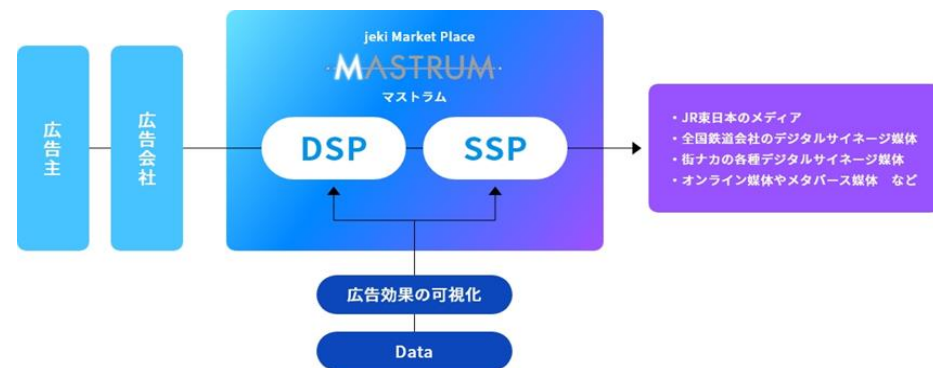 広告主
広告会社
jeki Market Place
MASTRUM
マストラム
DSP
SSP
・JR東日本のメディア
・全国鉄道会社のデジタルサイネージ媒体
・街ナカの各種デジタルサイネージ媒体
・オンライン媒体やメタバース媒体　など
広告効果の可視化
Data